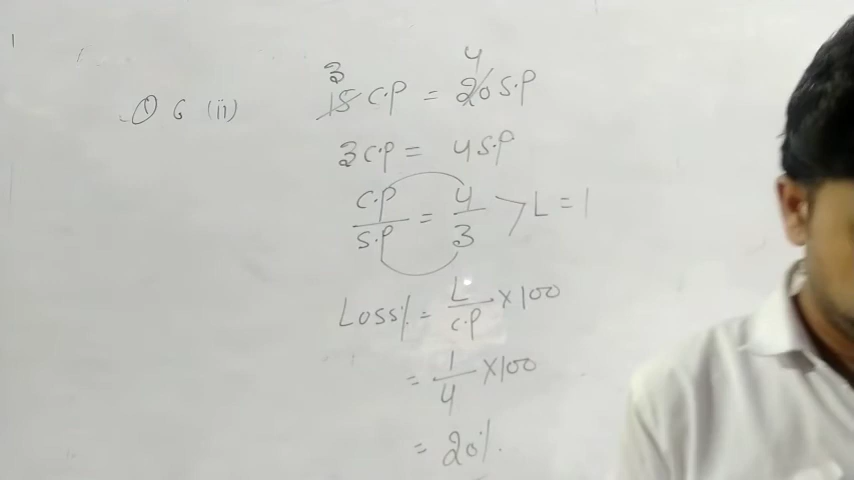 Q 6 (ii) 3 15 C.P = 4 20 S.P
3 C.P = 4 S.P
C.P/S.P = 4/3 > L = 1
Loss% = L/C.P × 100
= 1/4 × 100
= 20%.